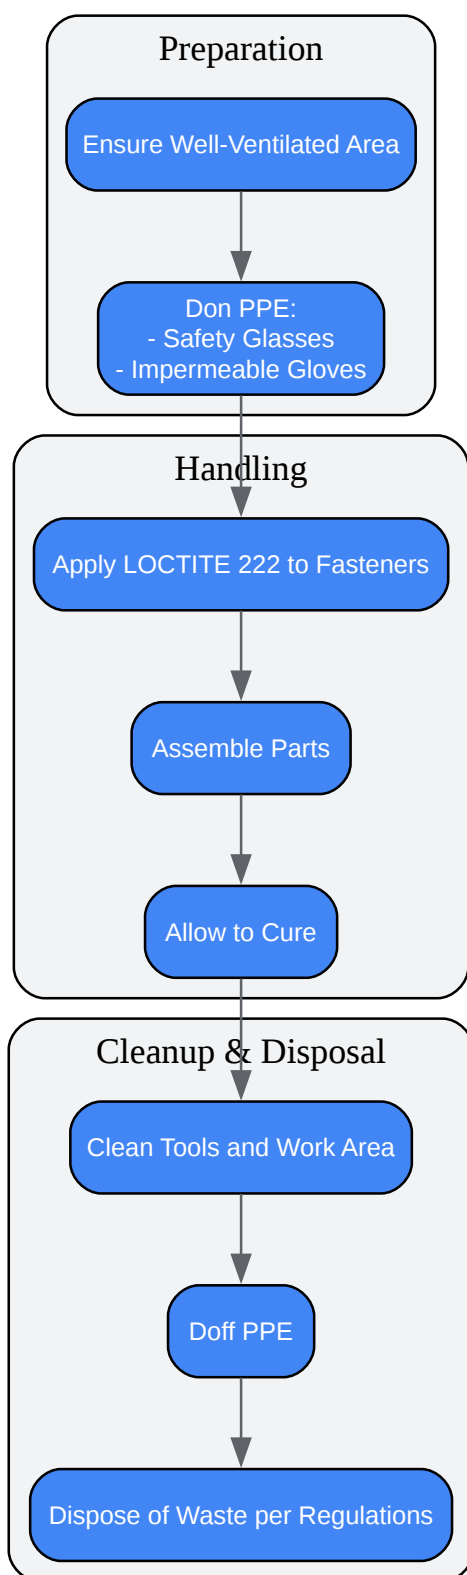 Preparation
Ensure Well-Ventilated Area
Don PPE:
- Safety Glasses
- Impermeable Gloves
Handling
Apply LOCTITE 222 to Fasteners
Assemble Parts
Allow to Cure
Cleanup & Disposal
Clean Tools and Work Area
Doff PPE
Dispose of Waste per Regulations